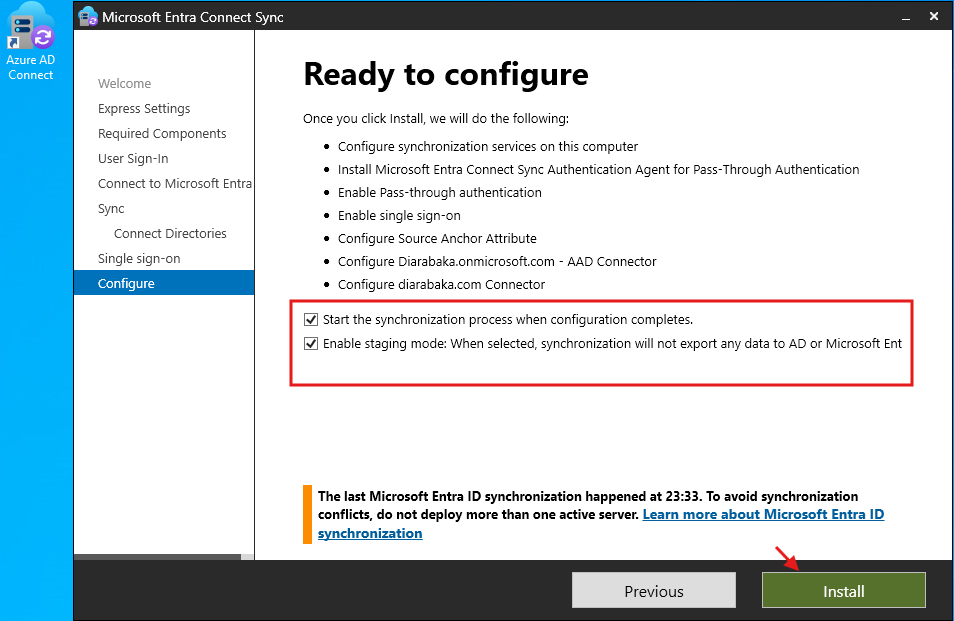 Azure AD
Connect
Microsoft Entra Connect Sync
Welcome
Express Settings
Required Components
User Sign-In
Connect to Microsoft Entra
Sync
Connect Directories
Single sign-on
Configure
Ready to configure
Once you click Install, we will do the following:
Configure synchronization services on this computer
Install Microsoft Entra Connect Sync Authentication Agent for Pass-Through Authentication
Enable Pass-through authentication
Enable single sign-on
Configure Source Anchor Attribute
Configure Diarabaka.onmicrosoft.com - AAD Connector
Configure diarabaka.com Connector
Start the synchronization process when configuration completes.
Enable staging mode: When selected, synchronization will not export any data to AD or Microsoft Ent
The last Microsoft Entra ID synchronization happened at 23:33. To avoid synchronization
conflicts, do not deploy more than one active server. Learn more about Microsoft Entra ID
synchronization
Previous
Install